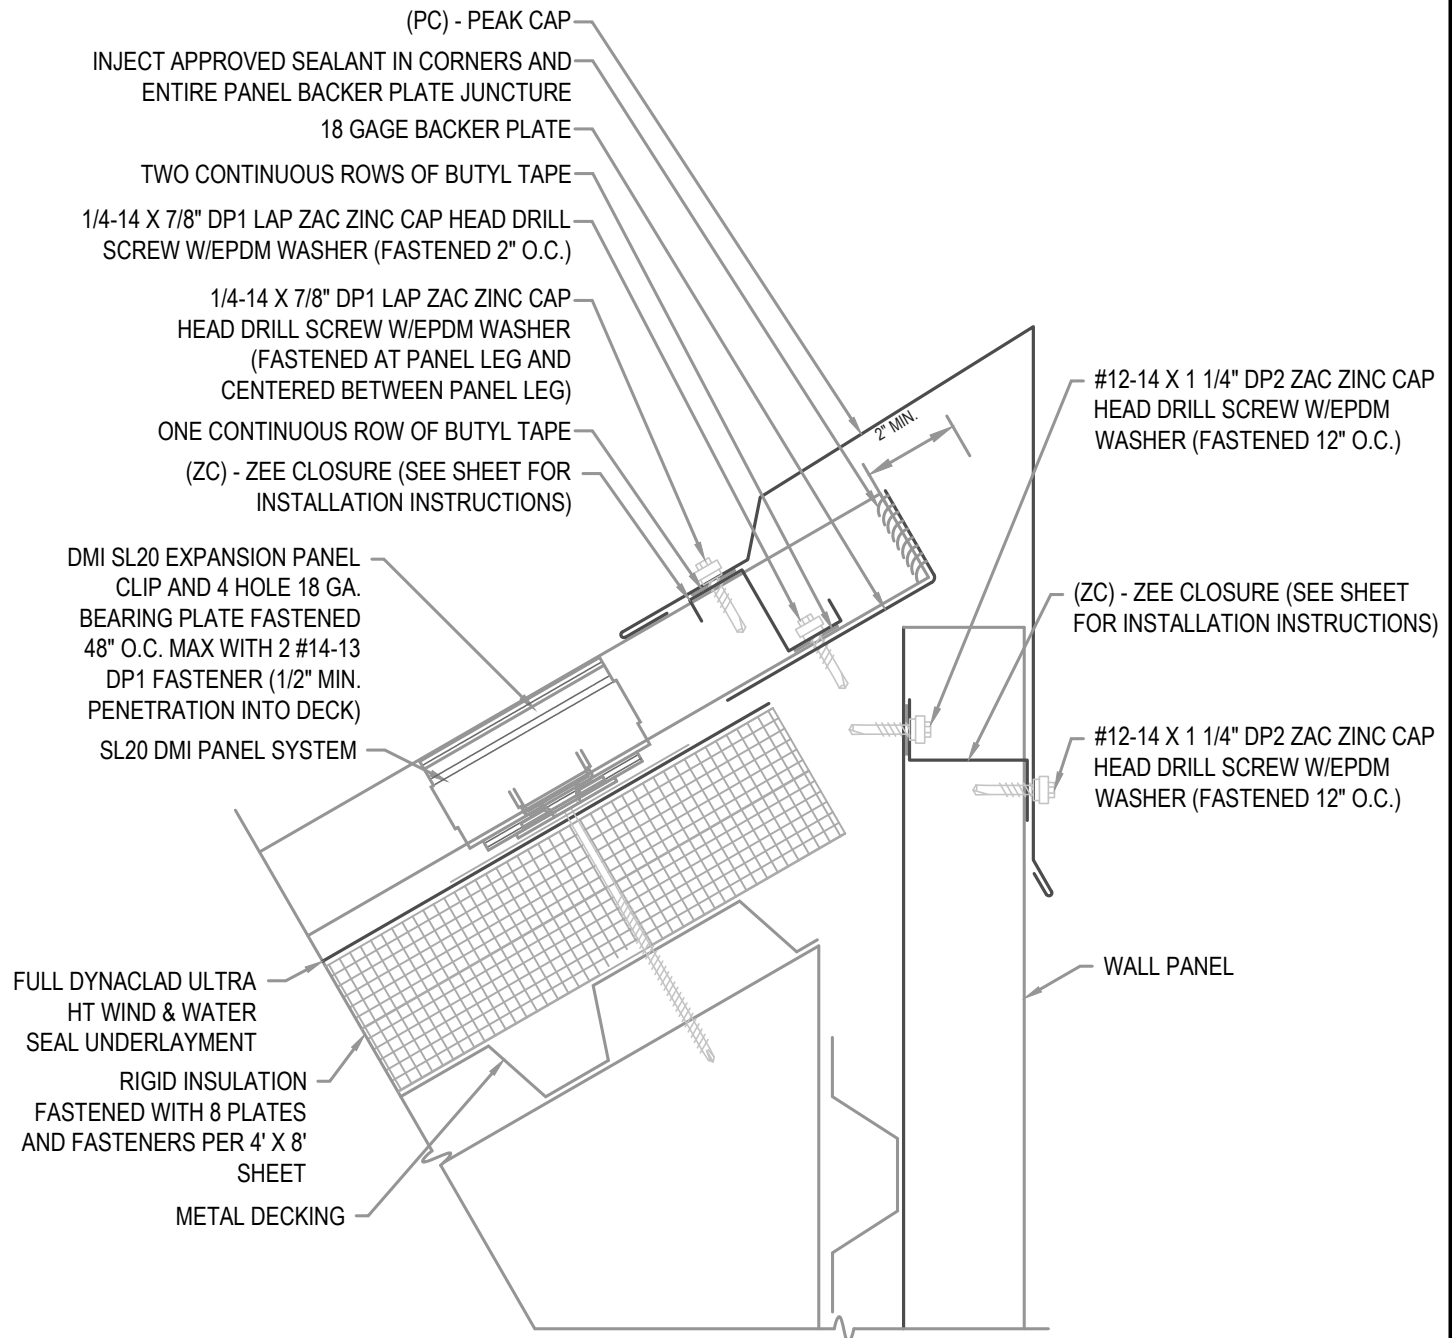 (PC) - PEAK CAP
INJECT APPROVED SEALANT IN CORNERS AND
ENTIRE PANEL BACKER PLATE JUNCTURE
18 GAGE BACKER PLATE
TWO CONTINUOUS ROWS OF BUTYL TAPE
1/4-14 X 7/8" DP1 LAP ZAC ZINC CAP HEAD DRILL
SCREW W/EPDM WASHER (FASTENED 2" O.C.)
1/4-14 X 7/8" DP1 LAP ZAC ZINC CAP
HEAD DRILL SCREW W/EPDM WASHER
(FASTENED AT PANEL LEG AND
CENTERED BETWEEN PANEL LEG)
ONE CONTINUOUS ROW OF BUTYL TAPE
(ZC) - ZEE CLOSURE (SEE SHEET FOR
INSTALLATION INSTRUCTIONS)
DMI SL20 EXPANSION PANEL
CLIP AND 4 HOLE 18 GA.
BEARING PLATE FASTENED
48" O.C. MAX WITH 2 #14-13
DP1 FASTENER (1/2" MIN.
PENETRATION INTO DECK)
SL20 DMI PANEL SYSTEM
FULL DYNACLAD ULTRA
HT WIND & WATER
SEAL UNDERLAYMENT
RIGID INSULATION
FASTENED WITH 8 PLATES
AND FASTENERS PER 4' X 8'
SHEET
METAL DECKING
2" MIN.
#12-14 X 1 1/4" DP2 ZAC ZINC CAP
HEAD DRILL SCREW W/EPDM
WASHER (FASTENED 12" O.C.)
(ZC) - ZEE CLOSURE (SEE SHEET
FOR INSTALLATION INSTRUCTIONS)
#12-14 X 1 1/4" DP2 ZAC ZINC CAP
HEAD DRILL SCREW W/EPDM
WASHER (FASTENED 12" O.C.)
WALL PANEL